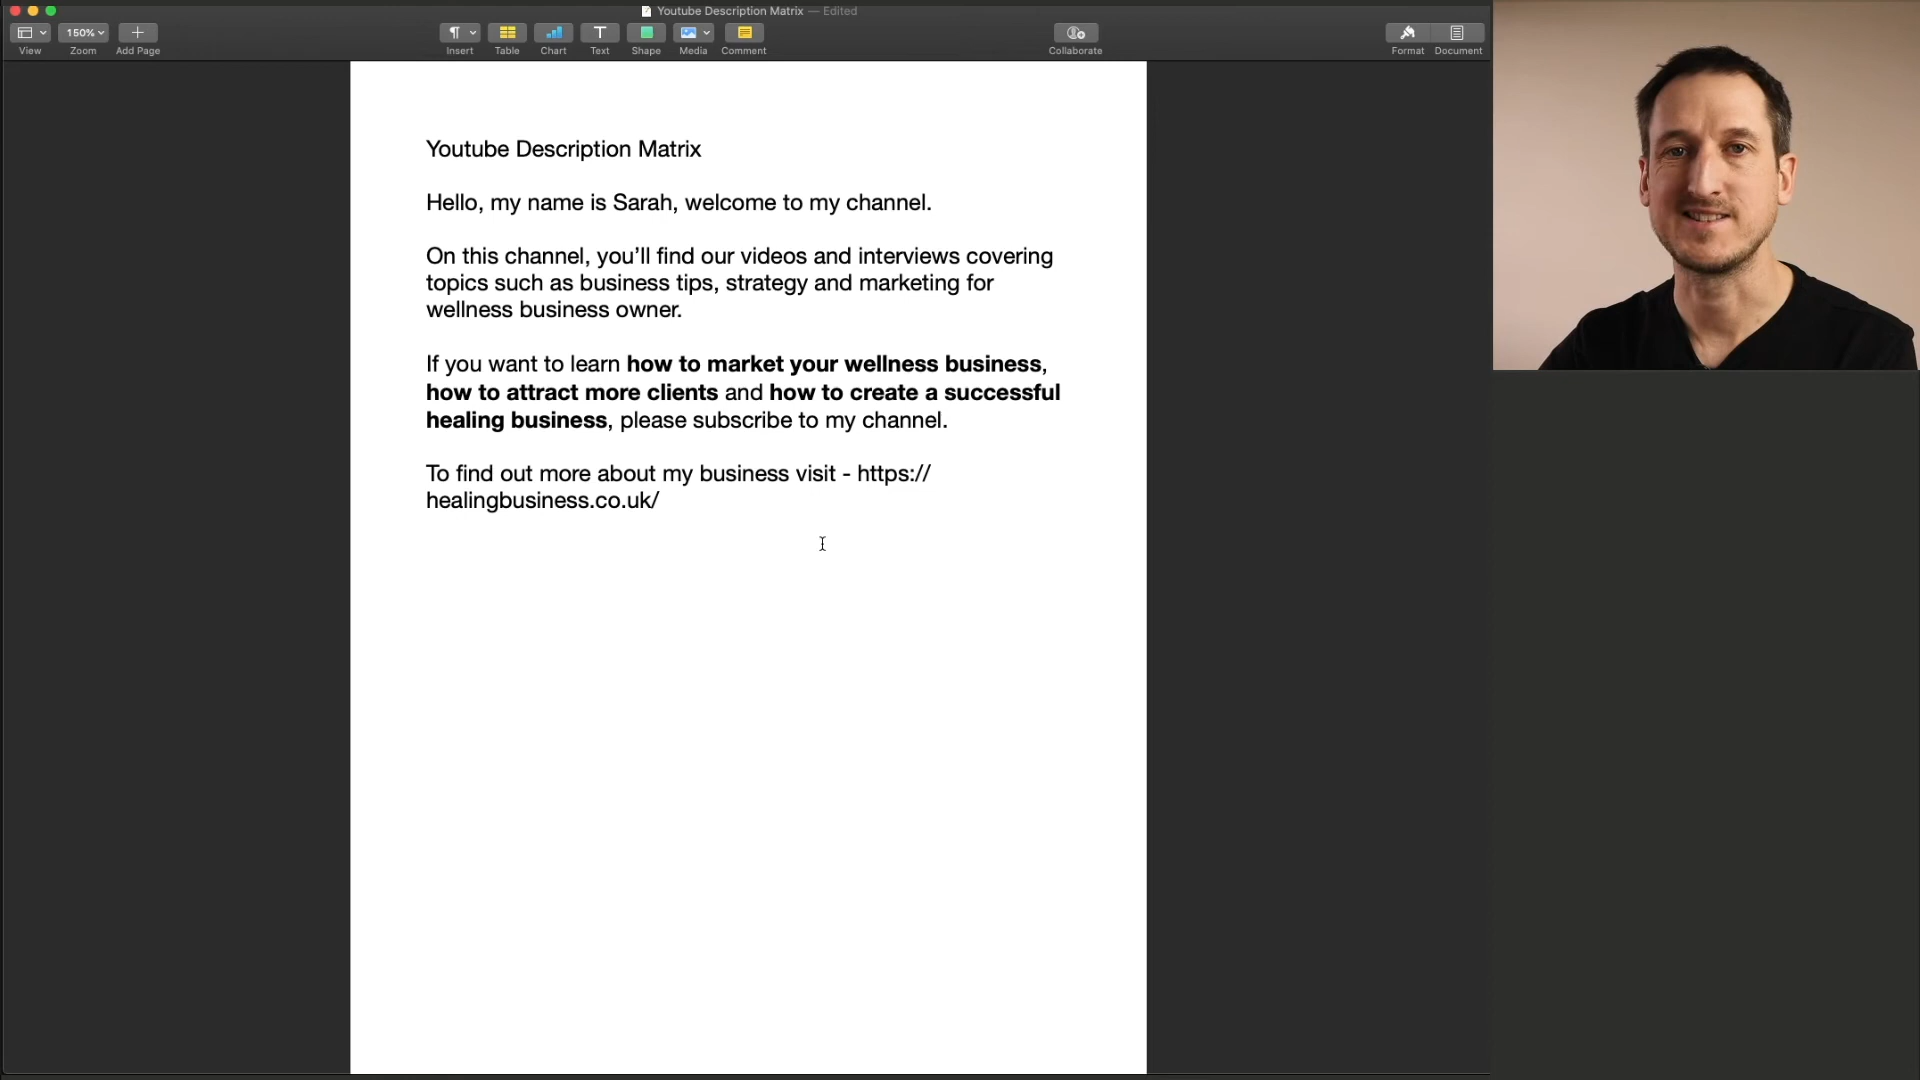 Youtube Description Matrix — Edited
150%
View
Zoom
Add Page
Insert
Table
Chart
Text
Shape
Media
Comment
Collaborate
Format
Document
Youtube Description Matrix
Hello, my name is Sarah, welcome to my channel.
On this channel, you’ll find our videos and interviews covering
topics such as business tips, strategy and marketing for
wellness business owner.
If you want to learn how to market your wellness business,
how to attract more clients and how to create a successful
healing business, please subscribe to my channel.
To find out more about my business visit - https://
healingbusiness.co.uk/